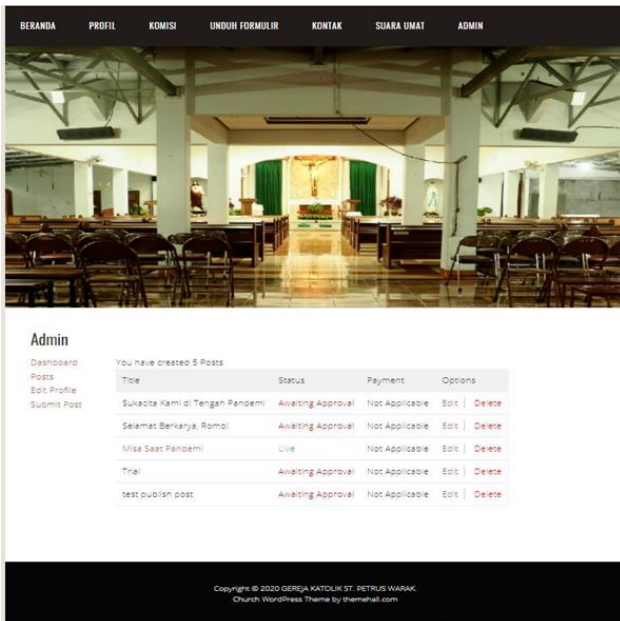 BERANDA PROFIL KOMISI UNDUH FORMULIR KONTAK SUARA UMAT ADMIN
Admin
Dashboard
Posts
Edit Profile
Submit Post
You have created 5 Posts
Title Status Payment Options
Sukacita Kami di Tengah Pandemi Awaiting Approval Not Applicable Edit | Delete
Selamat Berkarya, Romo! Awaiting Approval Not Applicable Edit | Delete
Misa Saat Pandemi Live Not Applicable Edit | Delete
Trial Awaiting Approval Not Applicable Edit | Delete
test publish post Awaiting Approval Not Applicable Edit | Delete
Copyright © 2020 GEREJA KATOLIK ST. PETRUS WARAK.
Church WordPress Theme by themehall.com